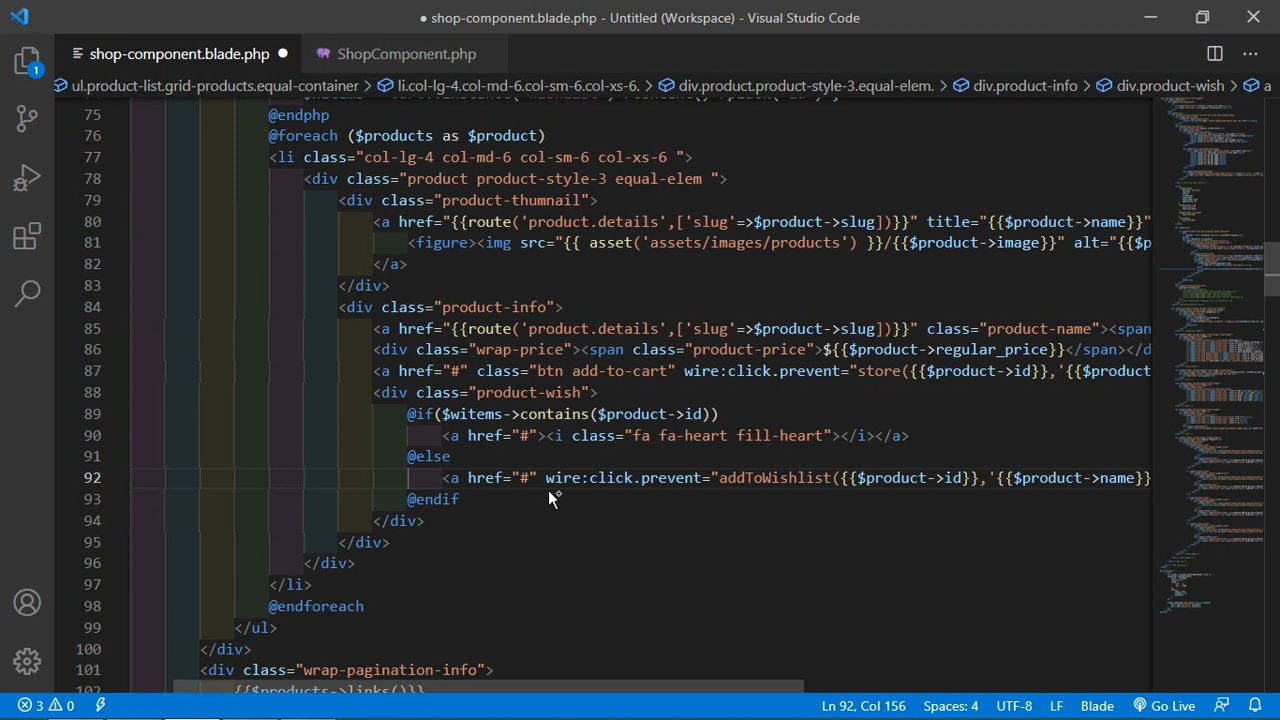 ● shop-component.blade.php - Untitled (Workspace) - Visual Studio Code
shop-component.blade.php ● ShopComponent.php
ul.product-list.grid-products.equal-container > li.col-lg-4.col-md-6.col-sm-6.col-xs-6. > div.product.product-style-3.equal-elem. > div.product-info > div.product-wish > a
1
75 @endphp
76 @foreach ($products as $product)
77 <li class="col-lg-4 col-md-6 col-sm-6 col-xs-6 ">
78 <div class="product product-style-3 equal-elem ">
79 <div class="product-thumnail">
80 <a href="{{route('product.details',['slug'=>$product->slug])}}" title="{{$product->name}}"
81 <figure><img src="{{ asset('assets/images/products') }}/{{$product->image}}" alt="{{$p
82 </a>
83 </div>
84 <div class="product-info">
85 <a href="{{route('product.details',['slug'=>$product->slug])}}" class="product-name"><span
86 <div class="wrap-price"><span class="product-price">${{$product->regular_price}}</span></d
87 <a href="#" class="btn add-to-cart" wire:click.prevent="store({{$product->id}},'{{$product
88 <div class="product-wish">
89 @if($witems->contains($product->id))
90 <a href="#"><i class="fa fa-heart fill-heart"></i></a>
91 @else
92 <a href="#" wire:click.prevent="addToWishlist({{$product->id}},'{{$product->name}}
93 @endif
94 </div>
95 </div>
96 </div>
97 </li>
98 @endforeach
99 </ul>
100 </div>
101 <div class="wrap-pagination-info">
102 {{$products->links()}}
3 0 Ln 92, Col 156 Spaces: 4 UTF-8 LF Blade Go Live